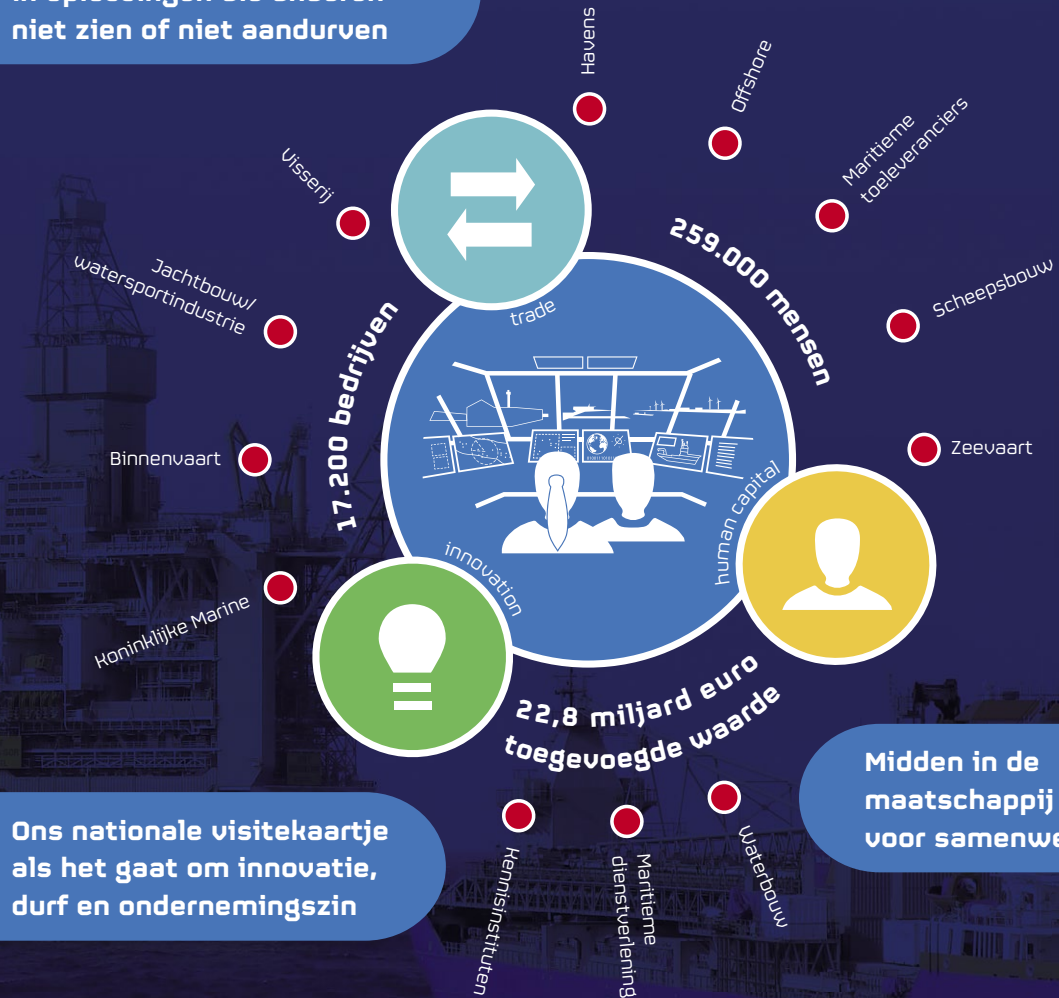 niet zien of niet aandurven
Havens
Offshore
Maritieme
toeleveranciers
Scheepsbouw
Zeevaart
Visserij
Jachtbouw/
watersportindustrie
Binnenvaart
Koninklijke Marine
17.200 bedrijven
259.000 mensen
trade
human capital
innovation
22,8 miljard euro
toegevoegde waarde
Midden in de
maatschappij
voor
Ons nationale visitekaartje
als het gaat om innovatie,
durf en ondernemingszin
Kennisinstituten
Maritieme
dienstverlening
Waterbouw